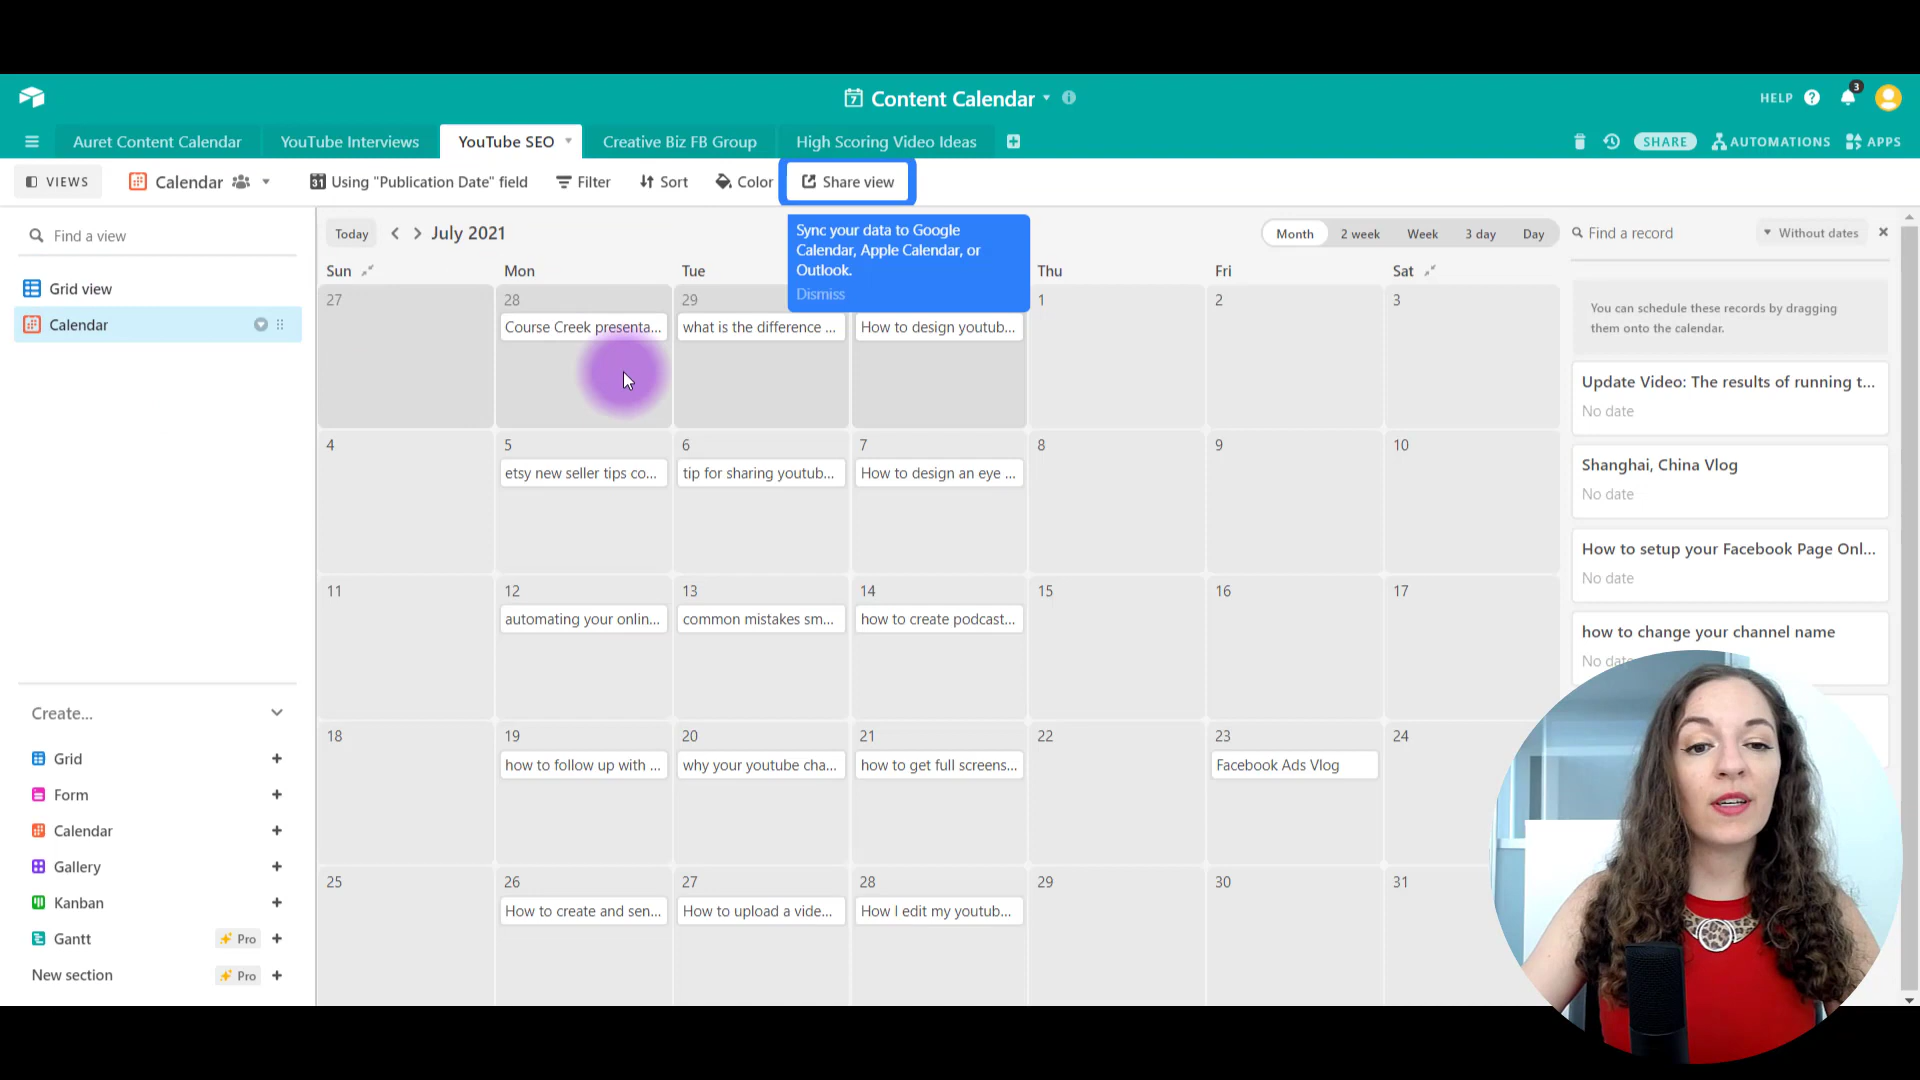 Content Calendar
HELP
3
Auret Content Calendar
YouTube Interviews
YouTube SEO
Creative Biz FB Group
High Scoring Video Ideas
SHARE
AUTOMATIONS
APPS
VIEWS
Calendar
Using "Publication Date" field
Filter
Sort
Color
Share view
Find a view
Grid view
Calendar
Create...
Grid
Form
Calendar
Gallery
Kanban
Gantt
Pro
New section
Pro
Today
July 2021
Sync your data to Google
Calendar, Apple Calendar, or
Outlook.
Dismiss
Month
2 week
Week
3 day
Day
Sun
Mon
Tue
Thu
Fri
Sat
27
28
29
1
2
3
Course Creek presenta...
what is the difference ...
How to design youtub...
4
5
6
7
8
9
10
etsy new seller tips co...
tip for sharing youtub...
How to design an eye ...
11
12
13
14
15
16
17
automating your onlin...
common mistakes sm...
how to create podcast...
18
19
20
21
22
23
24
how to follow up with ...
why your youtube cha...
how to get full screens...
Facebook Ads Vlog
25
26
27
28
29
30
31
How to create and sen...
How to upload a vide...
How I edit my youtub...
Find a record
Without dates
You can schedule these records by dragging
them onto the calendar.
Update Video: The results of running t...
No date
Shanghai, China Vlog
No date
How to setup your Facebook Page Onl...
No date
how to change your channel name
No date